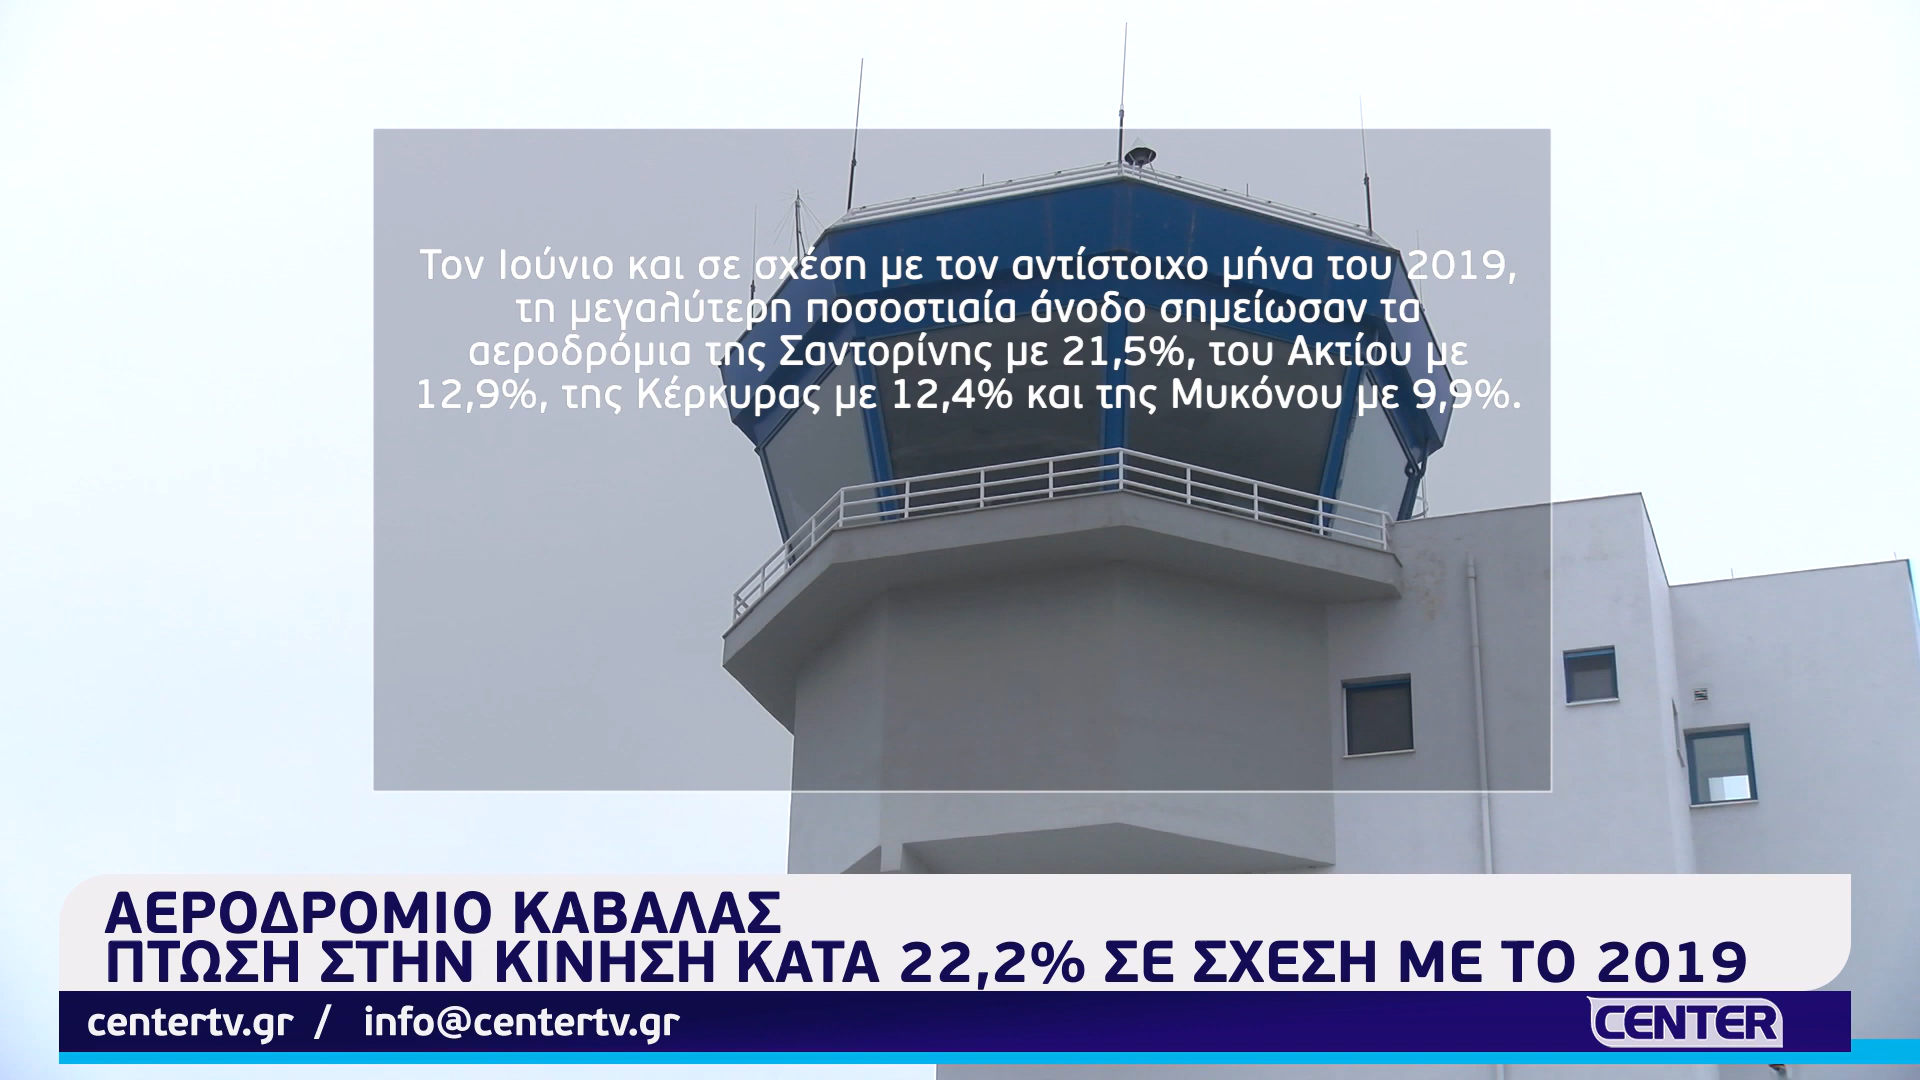 Τον Ιούνιο και σε σχέση με τον αντίστοιχο μήνα του 2019,
τη μεγαλύτερη ποσοστιαία άνοδο σημείωσαν τα
αεροδρόμια της Σαντορίνης με 21,5%, του Ακτίου με
12,9%, της Κέρκυρας με 12,4% και της Μυκόνου με 9,9%.
ΑΕΡΟΔΡΟΜΙΟ ΚΑΒΑΛΑΣ
ΠΤΩΣΗ ΣΤΗΝ ΚΙΝΗΣΗ ΚΑΤΑ 22,2% ΣΕ ΣΧΕΣΗ ΜΕ ΤΟ 2019
centertv.gr / info@centertv.gr
CENTER